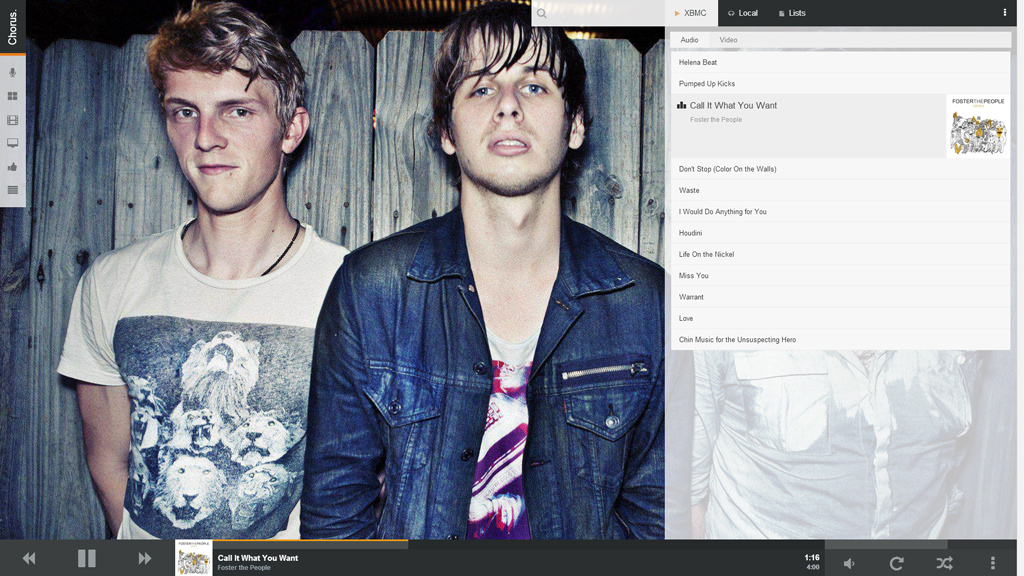 Chorus.
XBMC
Local
Lists
Audio
Video
Helena Beat
Pumped Up Kicks
Call It What You Want
Foster the People
FOSTERTHEPEOPLE
Don't Stop (Color On the Walls)
Waste
I Would Do Anything for You
Houdini
Life On the Nickel
Miss You
Warrant
Love
Chin Music for the Unsuspecting Hero
FOSTERTHEPEOPLE
Call It What You Want
Foster the People
1:16
4:00